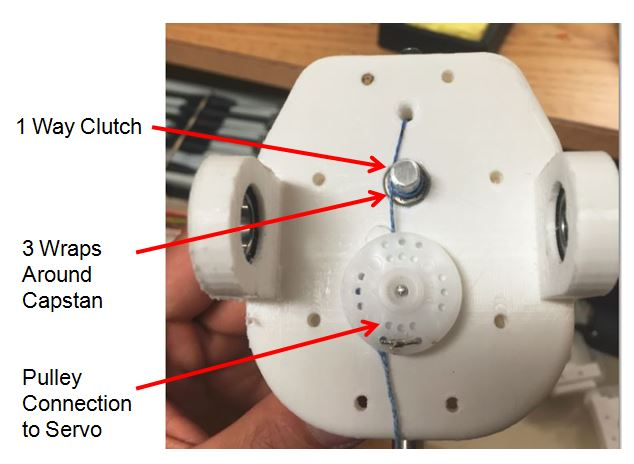 1 Way Clutch
3 Wraps
Around
Capstan
Pulley
Connection
to Servo